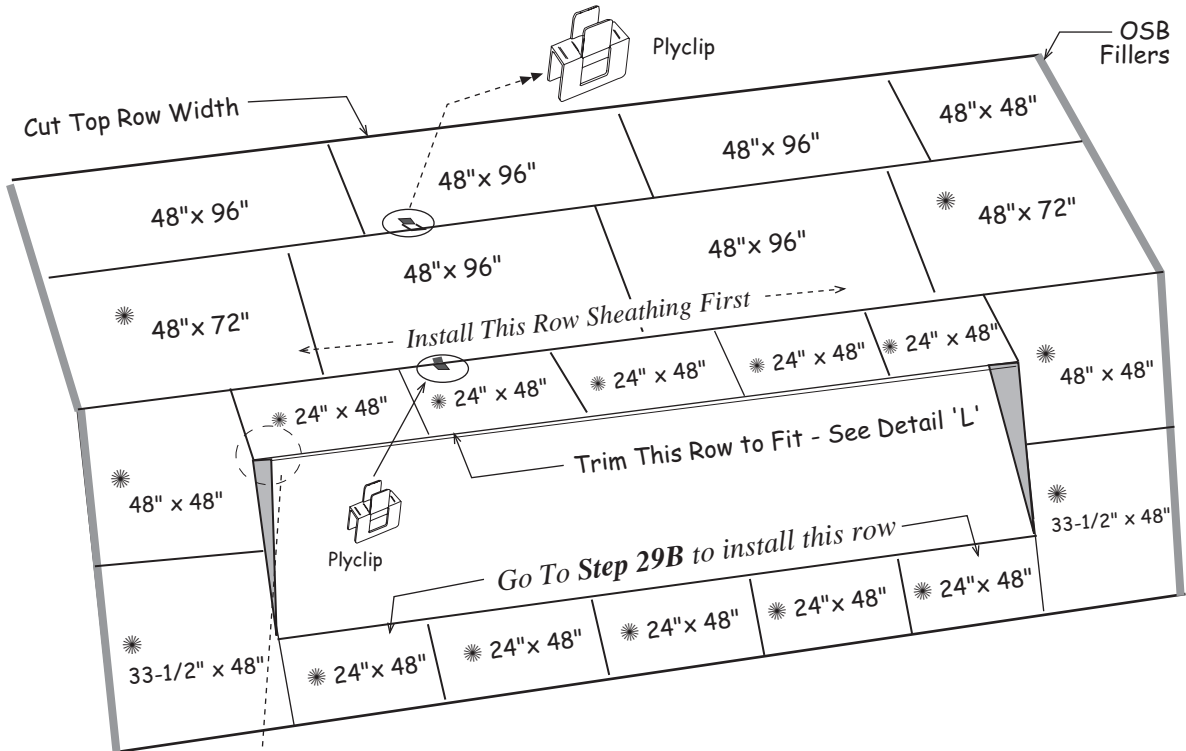 Plyclip
OSB
Fillers
Cut Top Row Width
48"x 96"
48"x 96"
48"x 96"
48"x 48"
48"x 72"
48"x 96"
48"x 96"
48"x 72"
Install This Row Sheathing First
24" x 48"
24" x 48"
24" x 48"
24" x 48"
24" x 48"
48" x 48"
48" x 48"
Trim This Row to Fit - See Detail 'L'
Plyclip
33-1/2" x 48"
Go To Step 29B to install this row
33-1/2" x 48"
24"x 48"
24"x 48"
24"x 48"
24"x 48"
24"x 48"